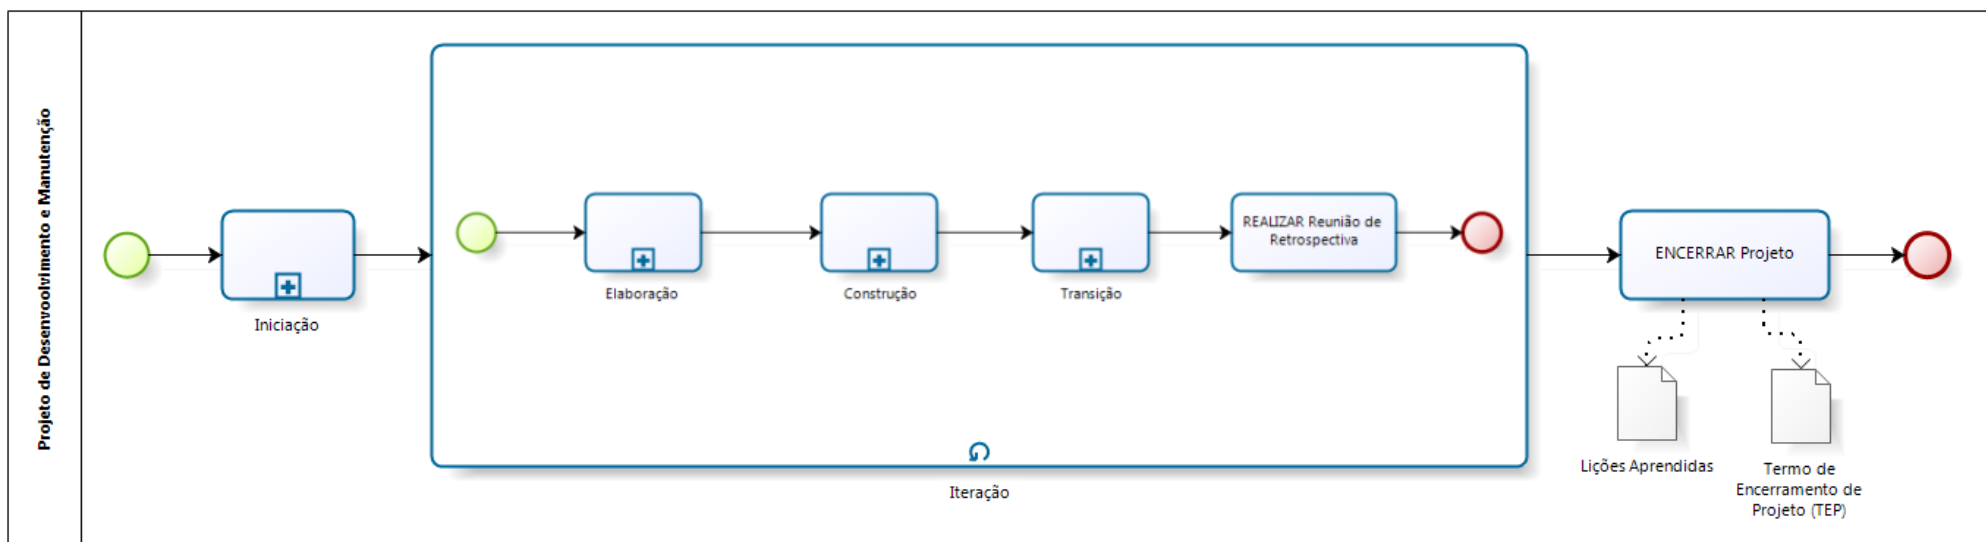 Projeto de Desenvoolvimento e Manutenção
Iniciação
Elaboração
Construção
Transição
REALIZAR Reunião de
Retrospectiva
Iteração
ENCERRAR Projeto
Lições Aprendidas
Termo de
Encerramento de
Projeto (TEP)